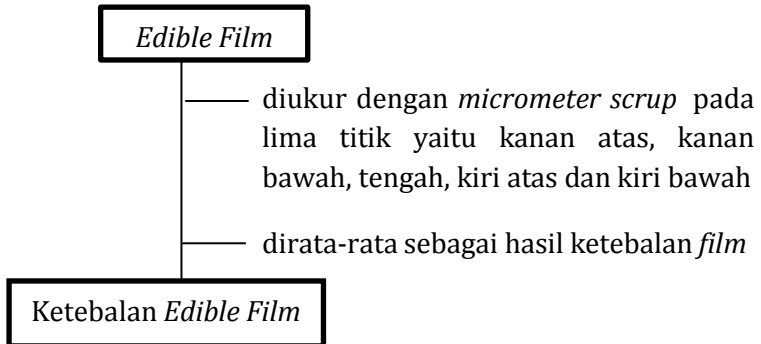 Edible Film
diukur dengan micrometer scrup pada
lima titik yaitu kanan atas, kanan
bawah, tengah, kiri atas dan kiri bawah
dirata-rata sebagai hasil ketebalan film
Ketebalan Edible Film